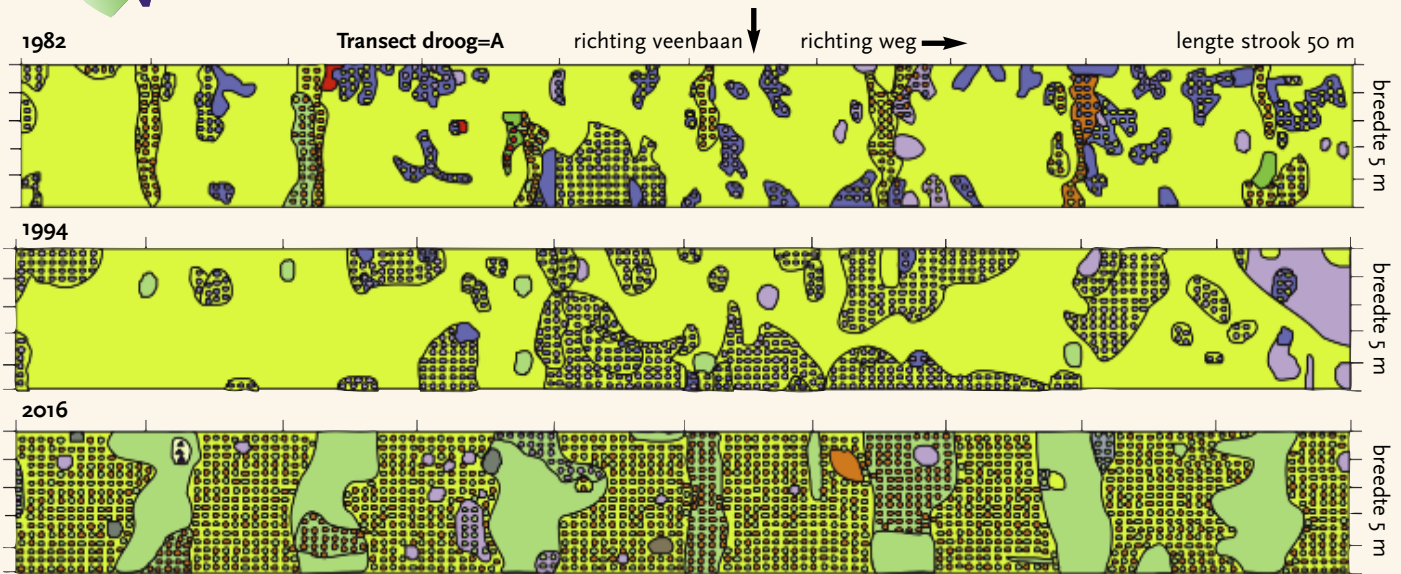 1982 Transect droog=A richting veenbaan richting weg lengte strook 50 m
breedte 5 m
1994
breedte 5 m
2016
breedte 5 m